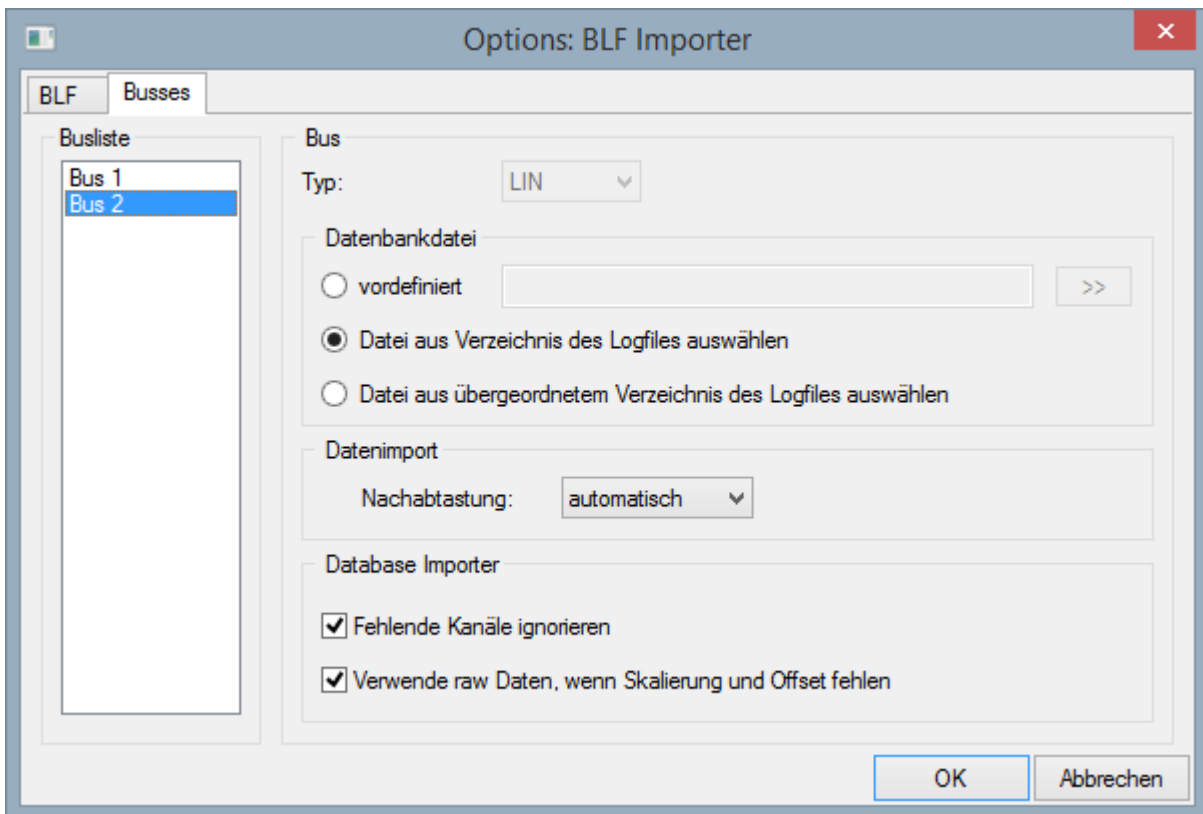 Options: BLF Importer
BLF
Busses
Busliste
Bus 1
Bus 2
Bus
Typ:
LIN
Datenbankdatei
vordefiniert
>>
Datei aus Verzeichnis des Logfiles auswählen
Datei aus übergeordnetem Verzeichnis des Logfiles auswählen
Datenimport
Nachabtastung:
automatisch
Database Importer
Fehlende Kanäle ignorieren
Verwende raw Daten, wenn Skalierung und Offset fehlen
OK
Abbrechen